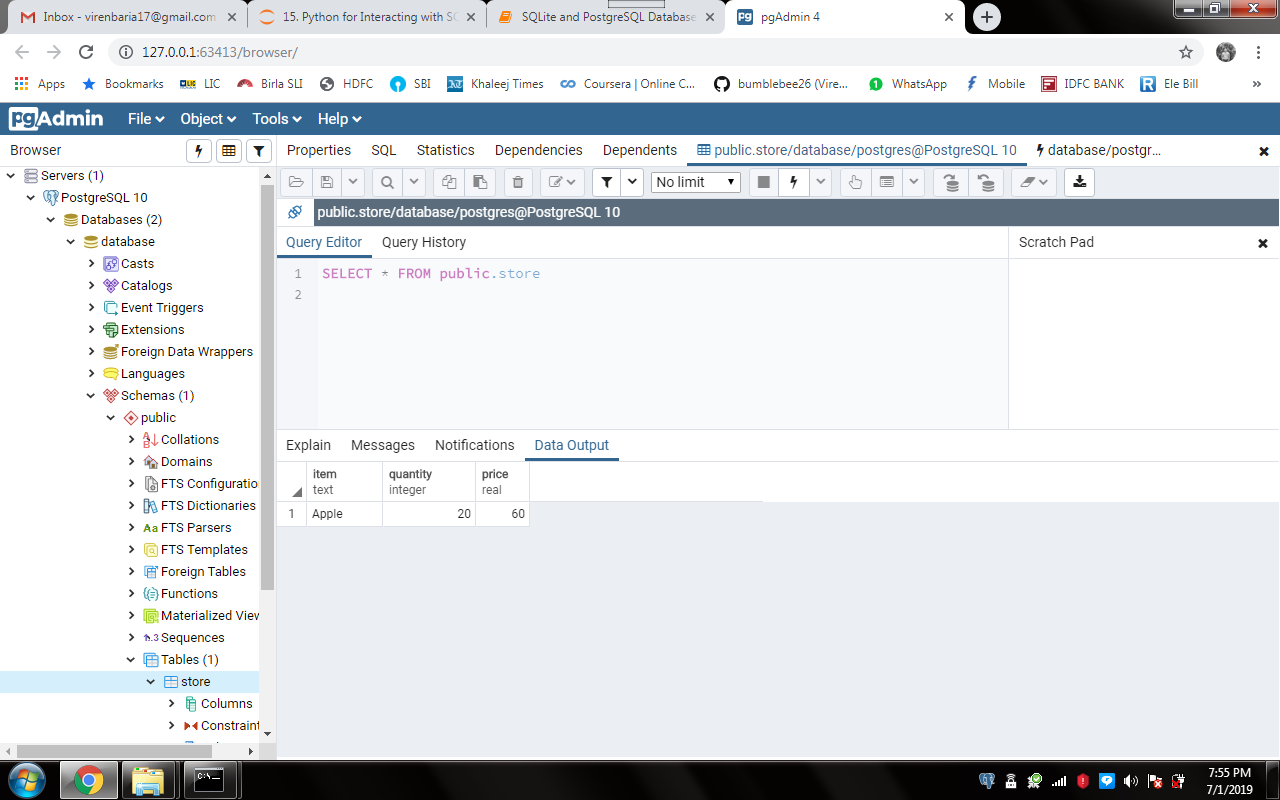 Inbox - virenbaria17@gmail.com
15. Python for Interacting with SC
SQLite and PostgreSQL Database
pgAdmin 4
127.0.0.1:63413/browser/
Apps Bookmarks LIC Birla SLI HDFC SBI Khaleej Times Coursera | Online C... bumblebee26 (Vire... WhatsApp Mobile IDFC BANK Ele Bill »
pgAdmin File Object Tools Help
Browser
Properties SQL Statistics Dependencies Dependents public.store/database/postgres@PostgreSQL 10 database/postgr...
No limit
public.store/database/postgres@PostgreSQL 10
Query Editor Query History
Scratch Pad
1 SELECT * FROM public.store
2
Explain Messages Notifications Data Output
item quantity price
text integer real
1 Apple 20 60
Servers (1)
PostgreSQL 10
Databases (2)
database
Casts
Catalogs
Event Triggers
Extensions
Foreign Data Wrappers
Languages
Schemas (1)
public
Collations
Domains
FTS Configuratio
FTS Dictionaries
Aa FTS Parsers
FTS Templates
Foreign Tables
Functions
Materialized View
Sequences
Tables (1)
store
Columns
Constraint
7:55 PM
7/1/2019